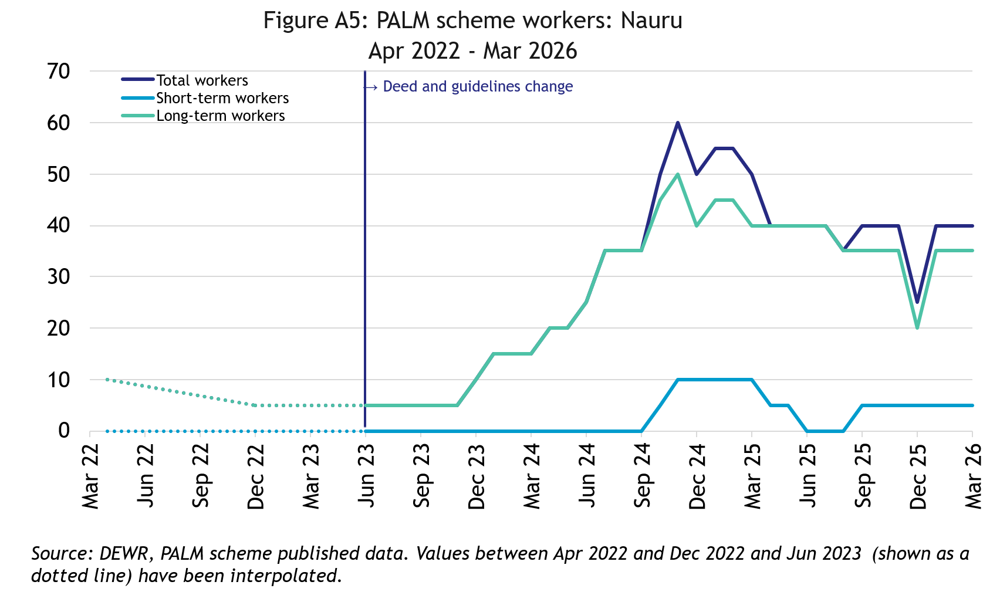 Figure A5: PALM scheme workers: Nauru
Apr 2022 - Mar 2026
70
60
50
40
30
20
10
0
Total workers
Short-term workers
Long-term workers
→ Deed and guidelines change
Mar 22
Jun 22
Sep 22
Dec 22
Mar 23
Jun 23
Sep 23
Dec 23
Mar 24
Jun 24
Sep 24
Dec 24
Mar 25
Jun 25
Sep 25
Dec 25
Mar 26
Source: DEWR, PALM scheme published data. Values between Apr 2022 and Dec 2022 and Jun 2023  (shown as a
dotted line) have been interpolated.